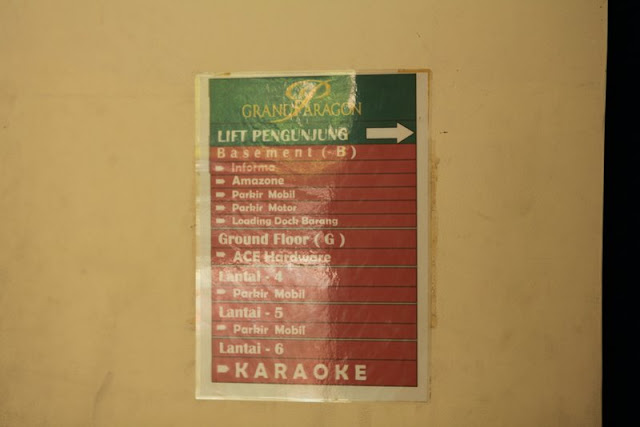 GRAND PARAGON
LIFT PENGUNJUNG
Basement (-B)
Informa
Amazone
Parkir Mobil
Parkir Motor
Loading Dock Barang
Ground Floor ( G )
ACE Hardware
Lantai - 4
Parkir Mobil
Lantai - 5
Parkir Mobil
Lantai - 6
KARAOKE